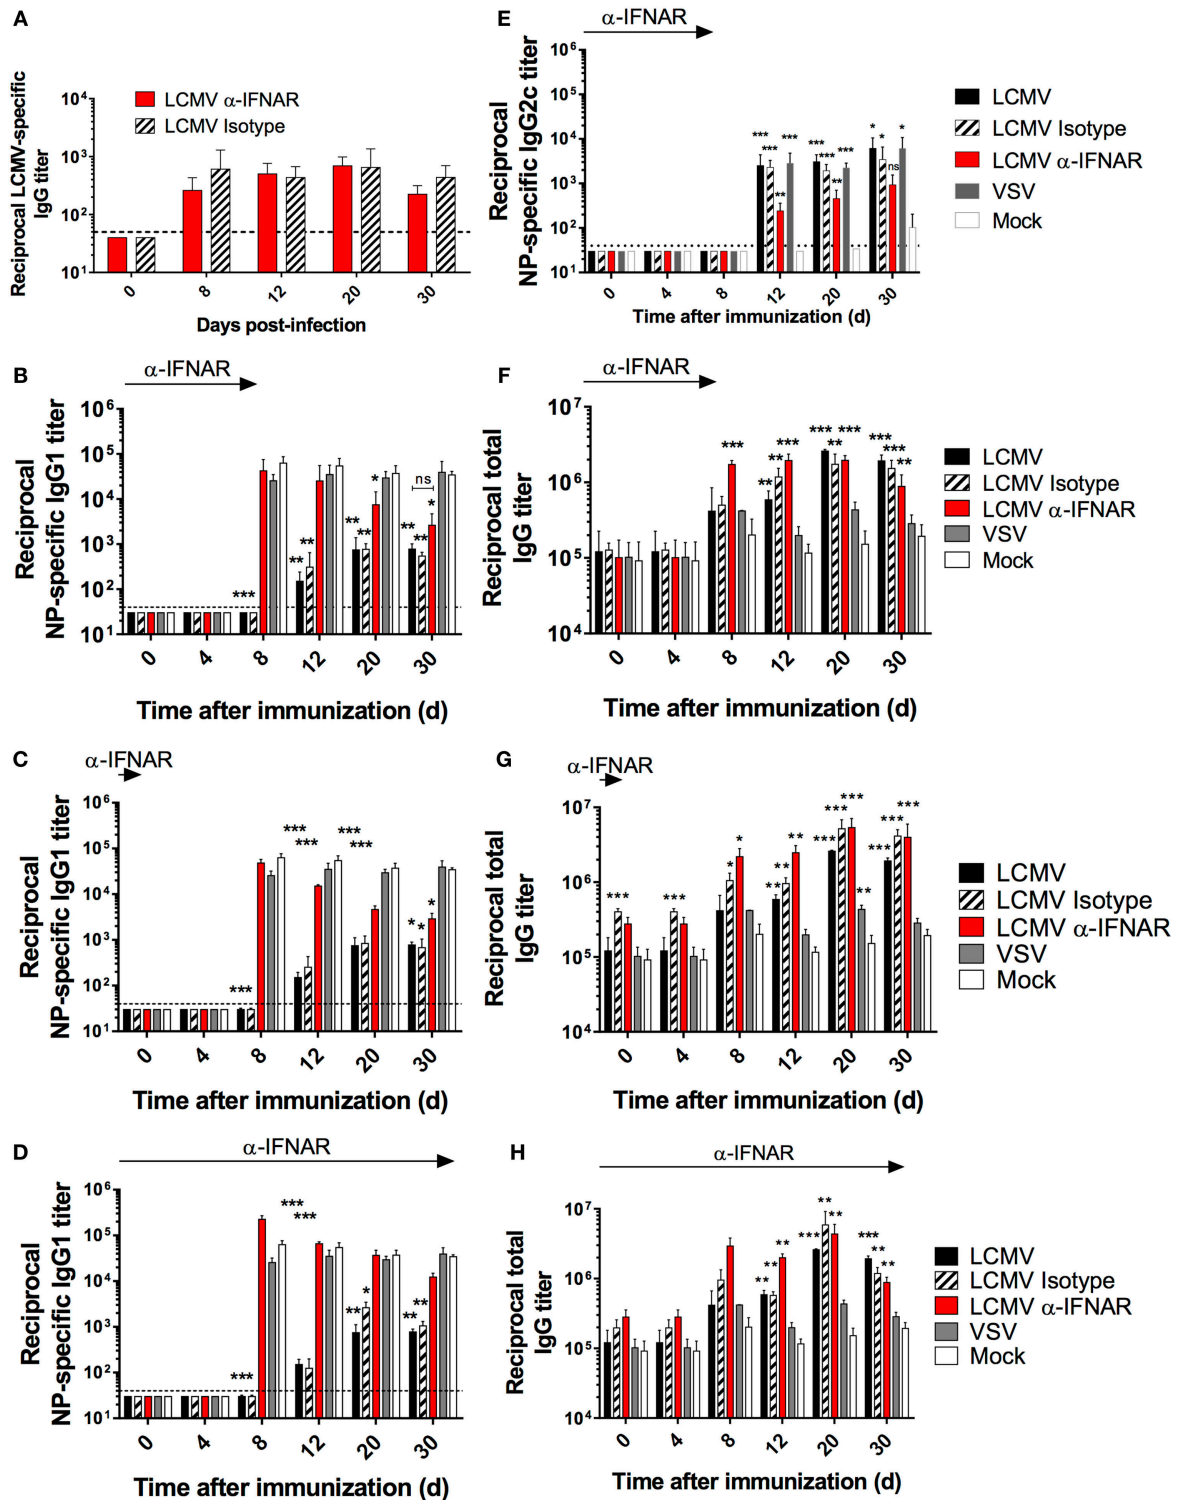 A
Reciprocal LCMV-specific
IgG titer
10⁴
10³
10²
10¹
LCMV α-IFNAR
LCMV Isotype
0 8 12 20 30
Days post-infection
E
α-IFNAR
Reciprocal
NP-specific IgG2c titer
10⁶
10⁵
10⁴
10³
10²
10¹
*** *** ** ***
*** *** ** ***
* * ns *
0 4 8 12 20 30
Time after immunization (d)
LCMV
LCMV Isotype
LCMV α-IFNAR
VSV
Mock
B
α-IFNAR
Reciprocal
NP-specific IgG1 titer
10⁶
10⁵
10⁴
10³
10²
10¹
***
** **
** ** *
** ** * ns
0 4 8 12 20 30
Time after immunization (d)
F
α-IFNAR
Reciprocal total
IgG titer
10⁷
10⁶
10⁵
10⁴
***
** ** ***
*** ** ***
*** *** **
0 4 8 12 20 30
Time after immunization (d)
LCMV
LCMV Isotype
LCMV α-IFNAR
VSV
Mock
C
α-IFNAR
Reciprocal
NP-specific IgG1 titer
10⁶
10⁵
10⁴
10³
10²
10¹
***
*** ***
*** ***
* * *
0 4 8 12 20 30
Time after immunization (d)
G
α-IFNAR
Reciprocal total
IgG titer
10⁷
10⁶
10⁵
10⁴
***
***
* *
** ** **
*** *** *** **
*** *** ***
0 4 8 12 20 30
Time after immunization (d)
LCMV
LCMV Isotype
LCMV α-IFNAR
VSV
Mock
D
α-IFNAR
Reciprocal
NP-specific IgG1 titer
10⁶
10⁵
10⁴
10³
10²
10¹
***
*** ***
** *
** **
0 4 8 12 20 30
Time after immunization (d)
H
α-IFNAR
Reciprocal total
IgG titer
10⁷
10⁶
10⁵
10⁴
** ** **
*** ** **
*** ** **
0 4 8 12 20 30
Time after immunization (d)
LCMV
LCMV Isotype
LCMV α-IFNAR
VSV
Mock